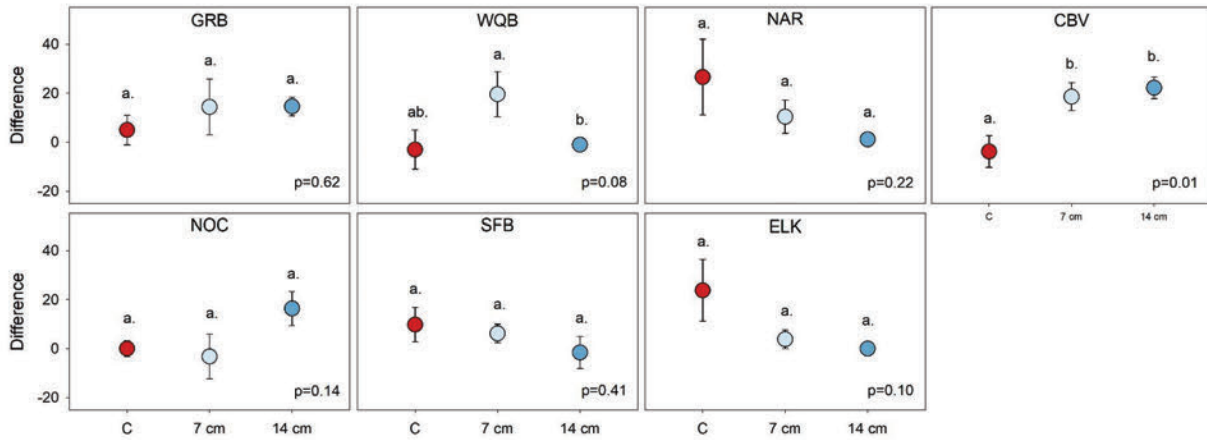 GRB
WQB
NAR
CBV
Difference
40
20
0
-20
a.
a.
a.
p=0.62
ab.
a.
b.
p=0.08
a.
a.
a.
p=0.22
a.
b.
b.
p=0.01
C
7 cm
14 cm
NOC
SFB
ELK
Difference
40
20
0
-20
a.
a.
a.
p=0.14
a.
a.
a.
p=0.41
a.
a.
a.
p=0.10
C
7 cm
14 cm
C
7 cm
14 cm
C
7 cm
14 cm